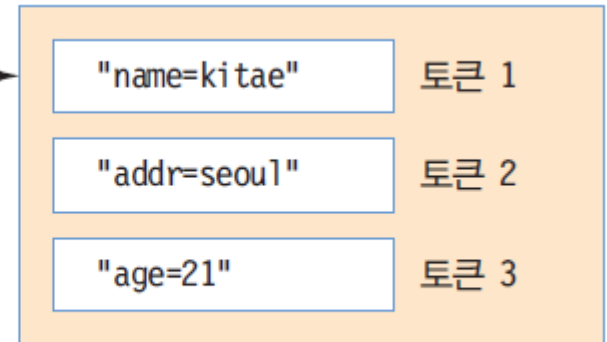 "name=kitae" 토큰 1
"addr=seoul" 토큰 2
"age=21" 토큰 3